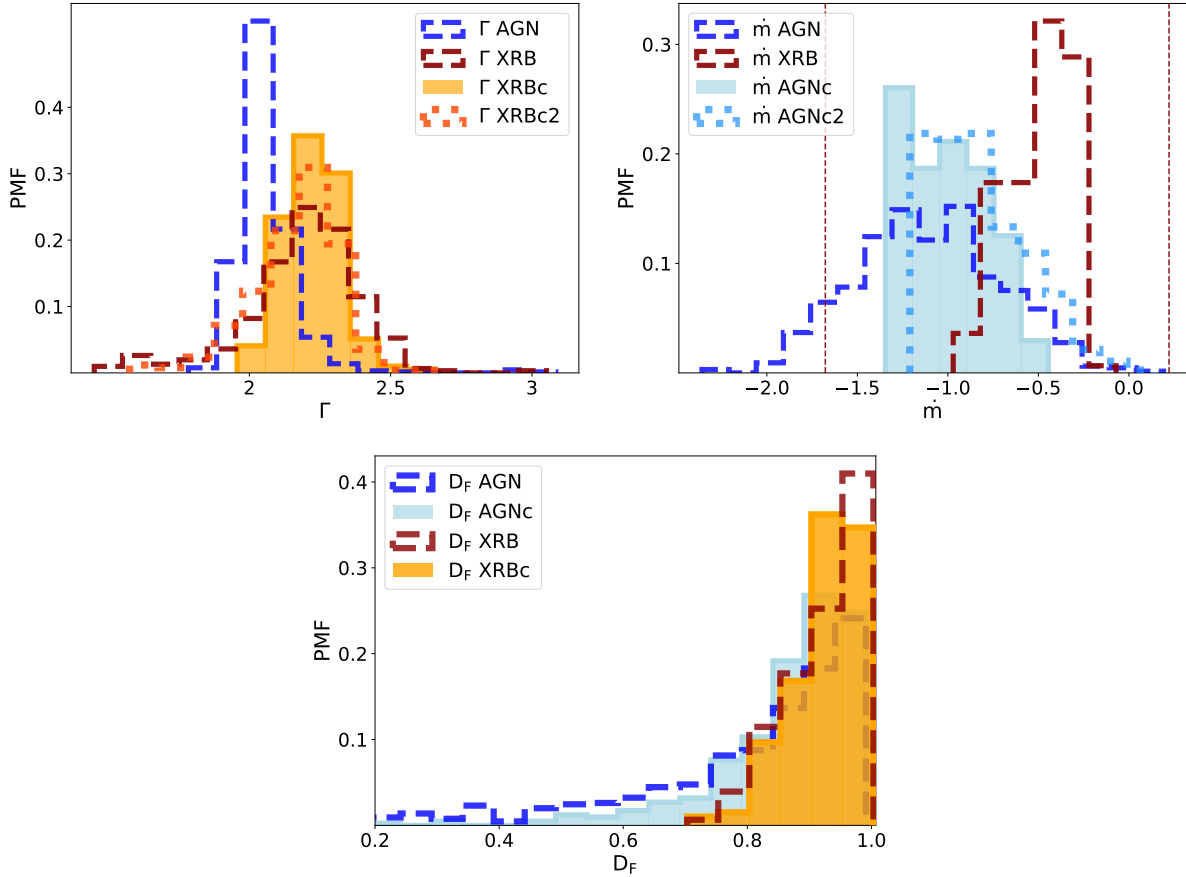 Γ AGN
Γ XRB
Γ XRBc
Γ XRBc2
PMF
0.4
0.3
0.2
0.1
2
2.5
3
Γ
ṁ AGN
ṁ XRB
ṁ AGNc
ṁ AGNc2
PMF
0.3
0.2
0.1
−2.0
−1.5
−1.0
−0.5
0.0
ṁ
D_F AGN
D_F AGNc
D_F XRB
D_F XRBc
PMF
0.4
0.3
0.2
0.1
0.2
0.4
0.6
0.8
1.0
D_F